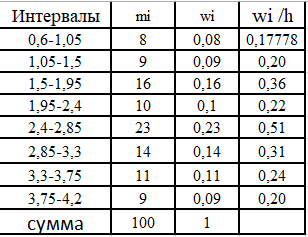 Интервалы mi wi wi /h
0,6-1,05 8 0,08 0,17778
1,05-1,5 9 0,09 0,20
1,5-1,95 16 0,16 0,36
1,95-2,4 10 0,1 0,22
2,4-2,85 23 0,23 0,51
2,85-3,3 14 0,14 0,31
3,3-3,75 11 0,11 0,24
3,75-4,2 9 0,09 0,20
сумма 100 1